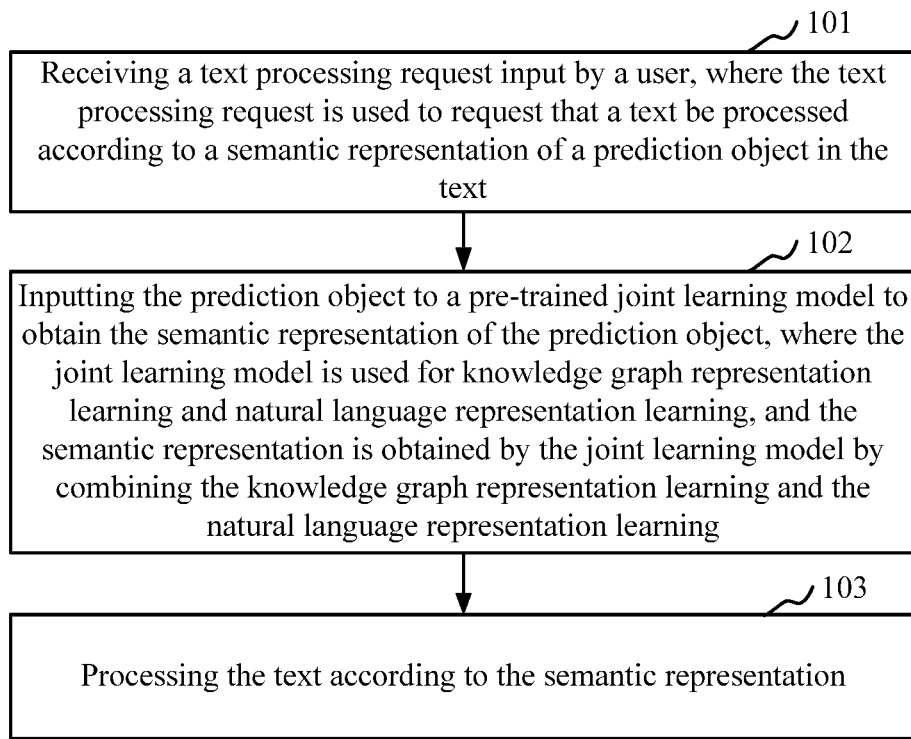 101
Receiving a text processing request input by a user, where the text
processing request is used to request that a text be processed
according to a semantic representation of a prediction object in the
text
102
Inputting the prediction object to a pre-trained joint learning model to
obtain the semantic representation of the prediction object, where the
joint learning model is used for knowledge graph representation
learning and natural language representation learning, and the
semantic representation is obtained by the joint learning model by
combining the knowledge graph representation learning and the
natural language representation learning
103
Processing the text according to the semantic representation